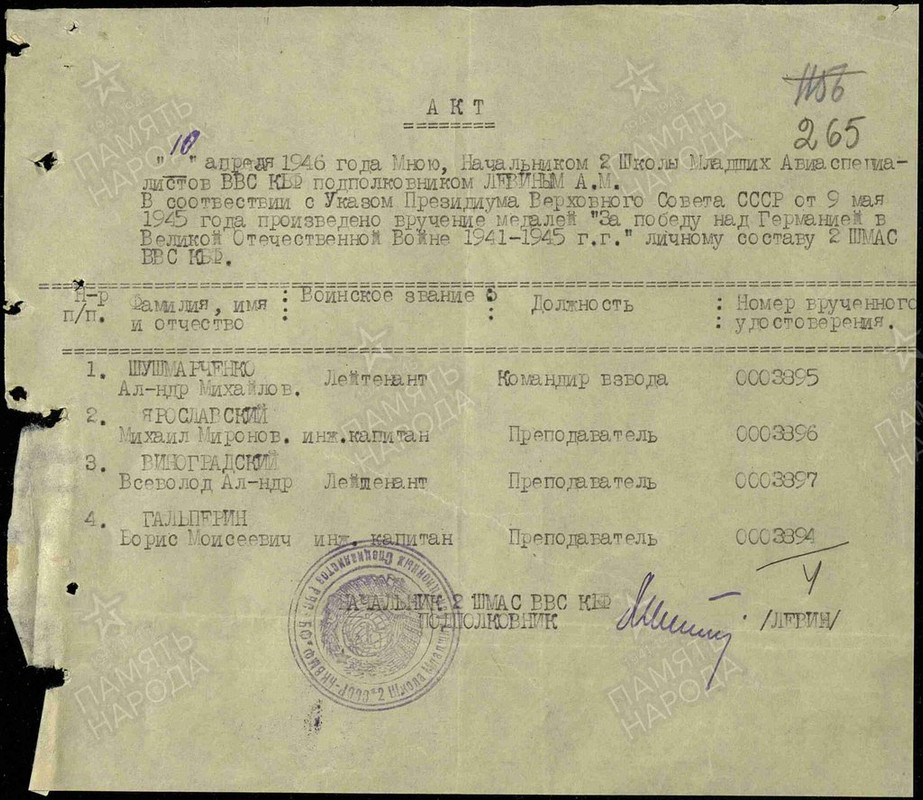 А К Т
1106
265
"10" апреля 1946 года Мною, Начальником 2 Школы Младших Авиаспециа-
листов ВВС КБФ подполковником ЛЕВИНЫМ А.М.
В соотвествии с Указом Президиума Верховного Совета СССР от 9 мая
1945 года произведено вручение медалей "За победу над Германией в
Великой Отечественной Войне 1941-1945 г.г." личному составу 2 ШМАС
ВВС КБФ.
Н-р п/п. Фамилия, имя и отчество : Воинское звание : Должность : Номер врученного удостоверения.
1. ШУШМАРЧЕНКО
Ал-ндр Михайлов. Лейтенант Командир взвода 0003895
2. ЯРОСЛАВСКИЙ
Михаил Миронов. инж.капитан Преподаватель 0003896
3. ВИНОГРАДСКИЙ
Всеволод Ал-ндр Лейтенант Преподаватель 0003897
4. ГАЛЬПЕРИН
Борис Моисеевич инж. капитан Преподаватель 0003894
4
НАЧАЛЬНИК 2 ШМАС ВВС КБФ
ПОДПОЛКОВНИК /ЛЕВИН/
ПАМЯТЬ НАРОДА